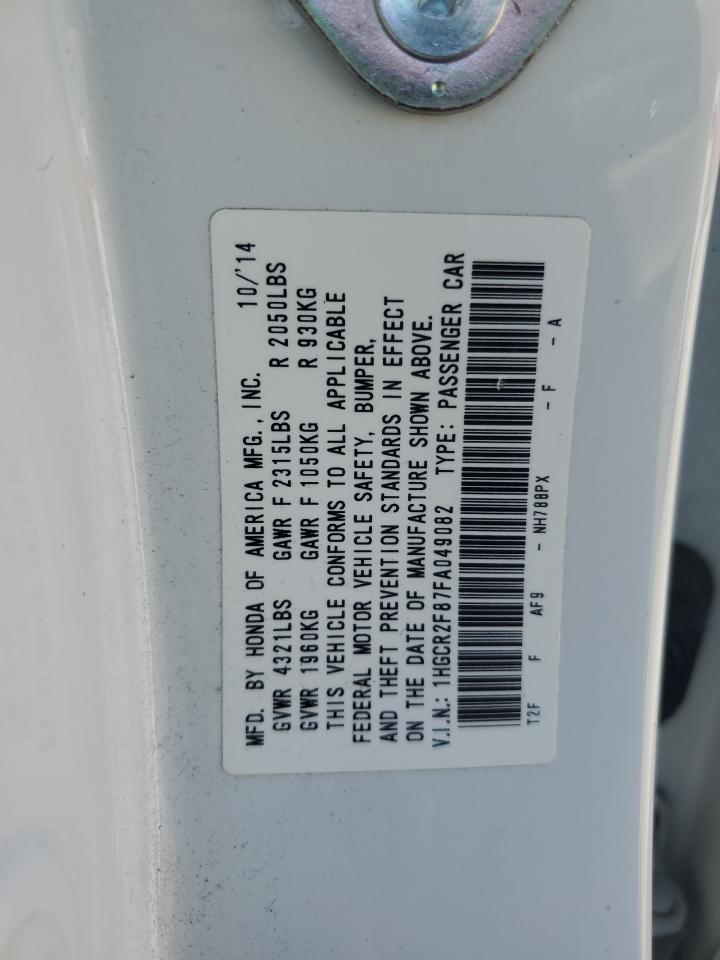 MFD. BY HONDA OF AMERICA MFG., INC. 10/'14
GVWR 4321LBS GAWR F 2315LBS R 2050LBS
GVWR 1960KG GAWR F 1050KG R 930KG
THIS VEHICLE CONFORMS TO ALL APPLICABLE
FEDERAL MOTOR VEHICLE SAFETY, BUMPER,
AND THEFT PREVENTION STANDARDS IN EFFECT
ON THE DATE OF MANUFACTURE SHOWN ABOVE.
V.I.N.: 1HGCR2F87FA049082 TYPE: PASSENGER CAR
T2F F AF9 - NH788PX - F - A